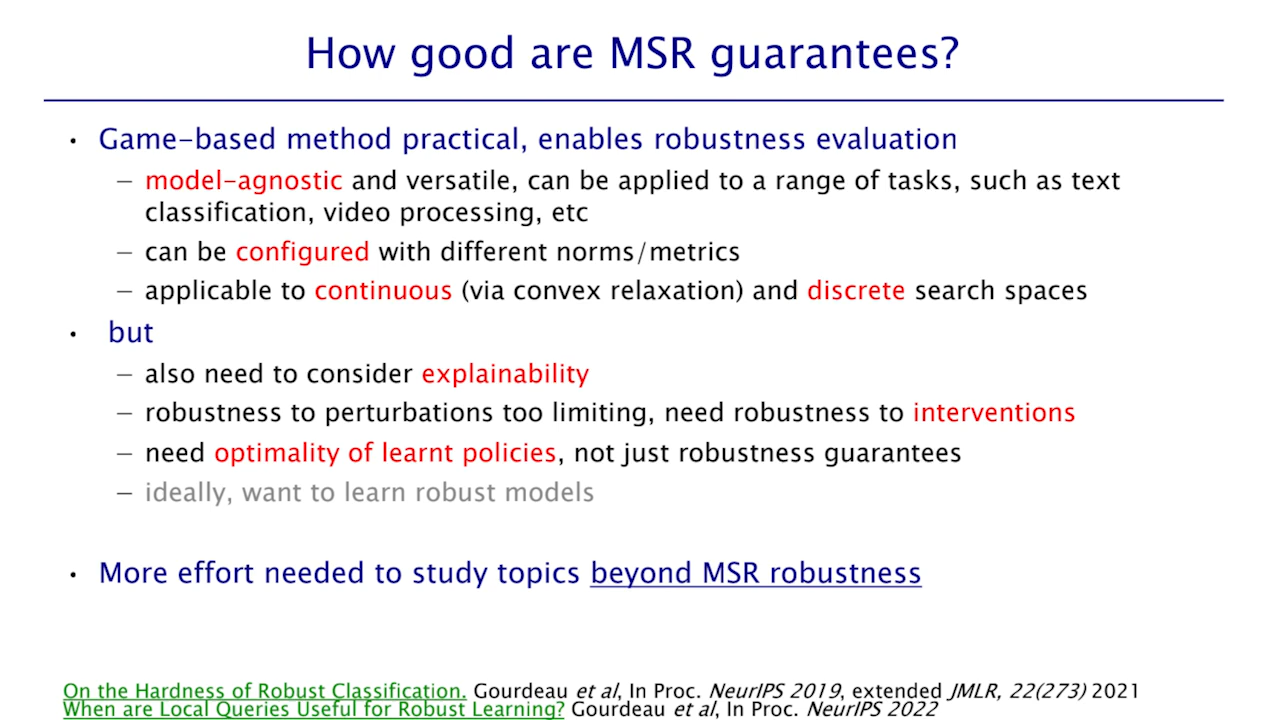 How good are MSR guarantees?
• Game-based method practical, enables robustness evaluation
– model-agnostic and versatile, can be applied to a range of tasks, such as text
classification, video processing, etc
– can be configured with different norms/metrics
– applicable to continuous (via convex relaxation) and discrete search spaces
• but
– also need to consider explainability
– robustness to perturbations too limiting, need robustness to interventions
– need optimality of learnt policies, not just robustness guarantees
– ideally, want to learn robust models
• More effort needed to study topics beyond MSR robustness
On the Hardness of Robust Classification. Gourdeau et al, In Proc. NeurIPS 2019, extended JMLR, 22(273) 2021
When are Local Queries Useful for Robust Learning? Gourdeau et al, In Proc. NeurIPS 2022